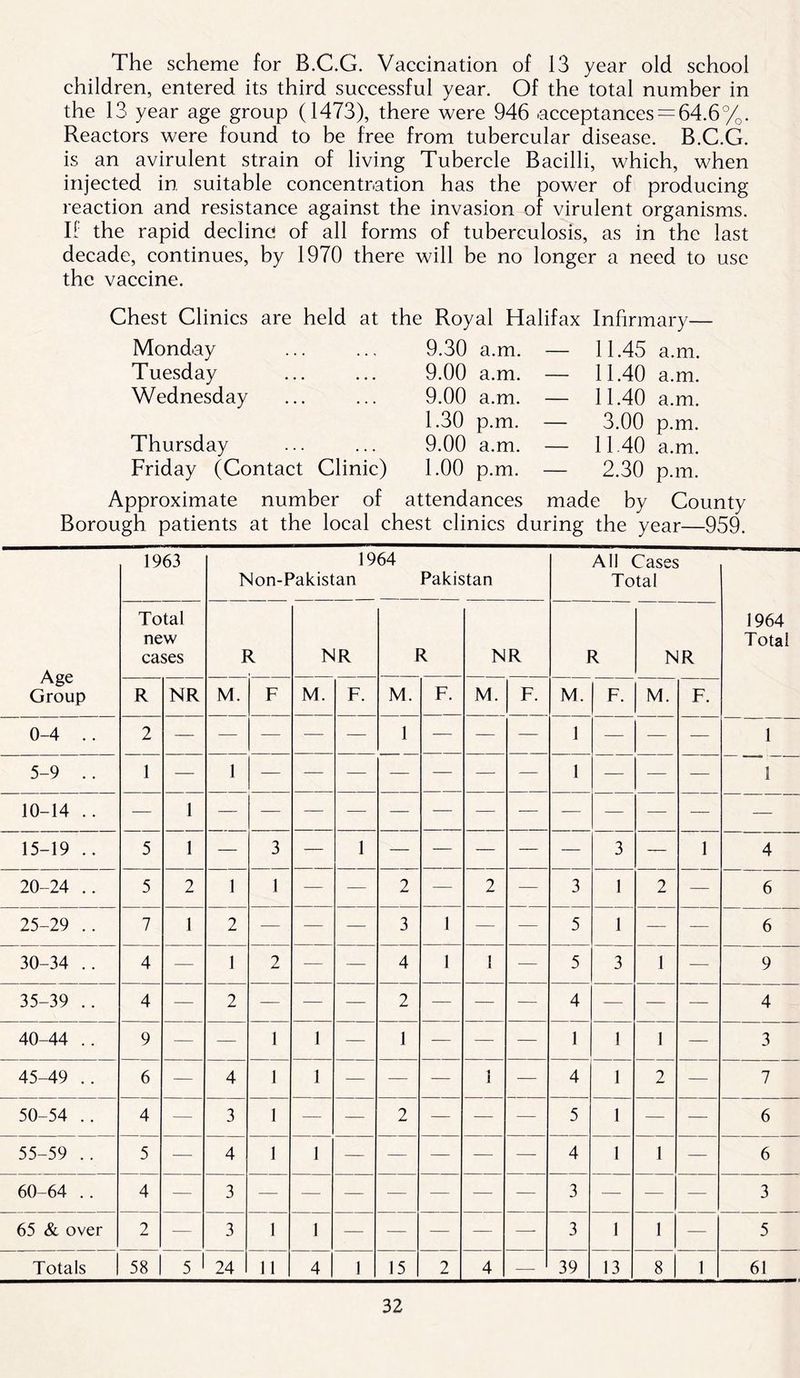 The scheme for B.C.G. Vaccination of 13 year old school
children, entered its third successful year. Of the total number in
the 13 year age group (1473), there were 946 acceptances=64.6%.
Reactors were found to be free from tubercular disease. B.C.G.
is an avirulent strain of living Tubercle Bacilli, which, when
injected in suitable concentration has the power of producing
reaction and resistance against the invasion of virulent organisms.
If the rapid decline of all forms of tuberculosis, as in the last
decade, continues, by 1970 there will be no longer a need to use
the vaccine.
Chest Clinics are held at the Royal Halifax Infirmary—
Monday ... ... 9.30 a.m. — 11.45 a.m.
Tuesday ... ... 9.00 a.m. — 11.40 a.m.
Wednesday ... ... 9.00 a.m. — 11.40 a.m.
1.30 p.m. — 3.00 p.m.
Thursday ... ... 9.00 a.m. — 11.40 a.m.
Friday (Contact Clinic) 1.00 p.m. — 2.30 p.m.
Approximate number of attendances made by County
Borough patients at the local chest clinics during the year—959.
Age Group | 1963 | 1964 | All Cases | 1964 Total
Non-Pakistan Pakistan | Total
Total new cases | R | NR | R | NR | R | NR
R | NR | M. | F | M. | F. | M. | F. | M. | F. | M. | F. | M. | F.
0-4 .. | 2 | — | — | — | — | — | 1 | — | — | — | 1 | — | — | — | 1
5-9 .. | 1 | — | 1 | — | — | — | — | — | — | — | 1 | — | — | — | 1
10-14 .. | — | 1 | — | — | — | — | — | — | — | — | — | — | — | — | —
15-19 .. | 5 | 1 | — | 3 | — | 1 | — | — | — | — | — | 3 | — | 1 | 4
20-24 .. | 5 | 2 | 1 | 1 | — | — | 2 | — | 2 | — | 3 | 1 | 2 | — | 6
25-29 .. | 7 | 1 | 2 | — | — | — | 3 | 1 | — | — | 5 | 1 | — | — | 6
30-34 .. | 4 | — | 1 | 2 | — | — | 4 | 1 | 1 | — | 5 | 3 | 1 | — | 9
35-39 .. | 4 | — | 2 | — | — | — | 2 | — | — | — | 4 | — | — | — | 4
40-44 .. | 9 | — | — | 1 | 1 | — | 1 | — | — | — | 1 | 1 | 1 | — | 3
45-49 .. | 6 | — | 4 | 1 | 1 | — | — | — | 1 | — | 4 | 1 | 2 | — | 7
50-54 .. | 4 | — | 3 | 1 | — | — | 2 | — | — | — | 5 | 1 | — | — | 6
55-59 .. | 5 | — | 4 | 1 | 1 | — | — | — | — | — | 4 | 1 | 1 | — | 6
60-64 .. | 4 | — | 3 | — | — | — | — | — | — | — | 3 | — | — | — | 3
65 & over | 2 | — | 3 | 1 | 1 | — | — | — | — | — | 3 | 1 | 1 | — | 5
Totals | 58 | 5 | 24 | 11 | 4 | 1 | 15 | 2 | 4 | — | 39 | 13 | 8 | 1 | 61
32